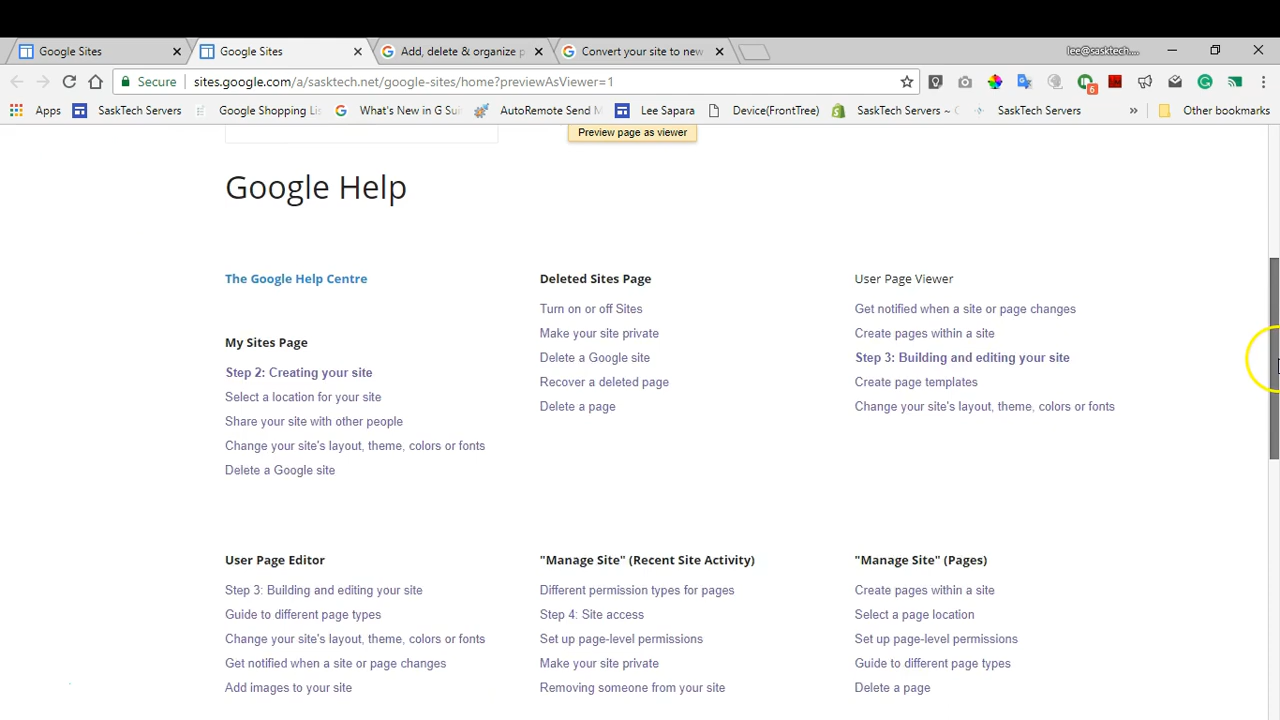 Google Sites
Google Sites
Add, delete & organize p
Convert your site to new
lee@sasktech....
Secure
sites.google.com/a/sasktech.net/google-sites/home?previewAsViewer=1
6
Apps
SaskTech Servers
Google Shopping Lis
What's New in G Sui
AutoRemote Send M
Lee Sapara
Device(FrontTree)
SaskTech Servers ~ C
SaskTech Servers
»
Other bookmarks
Preview page as viewer
Google Help
The Google Help Centre
My Sites Page
Step 2: Creating your site
Select a location for your site
Share your site with other people
Change your site's layout, theme, colors or fonts
Delete a Google site
Deleted Sites Page
Turn on or off Sites
Make your site private
Delete a Google site
Recover a deleted page
Delete a page
User Page Viewer
Get notified when a site or page changes
Create pages within a site
Step 3: Building and editing your site
Create page templates
Change your site's layout, theme, colors or fonts
User Page Editor
Step 3: Building and editing your site
Guide to different page types
Change your site's layout, theme, colors or fonts
Get notified when a site or page changes
Add images to your site
"Manage Site" (Recent Site Activity)
Different permission types for pages
Step 4: Site access
Set up page-level permissions
Make your site private
Removing someone from your site
"Manage Site" (Pages)
Create pages within a site
Select a page location
Set up page-level permissions
Guide to different page types
Delete a page